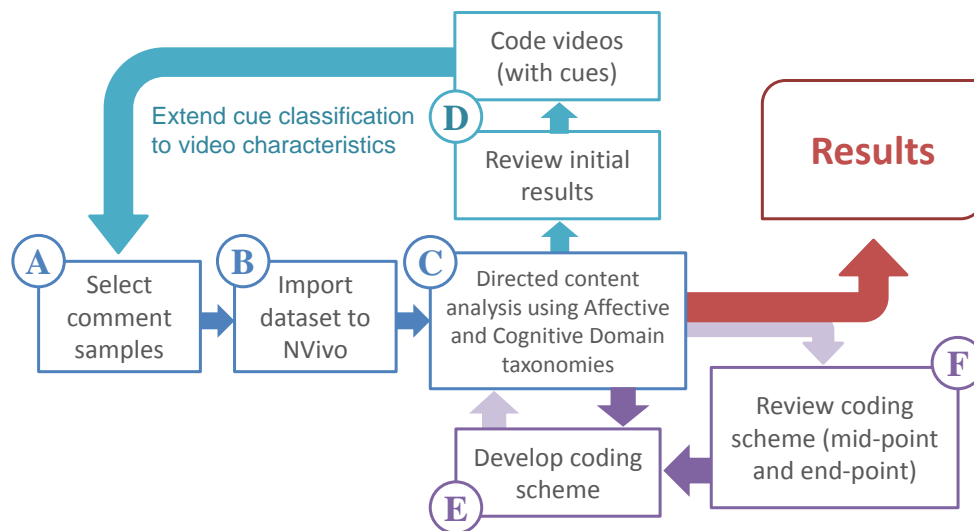 Code videos
(with cues)
D
Extend cue classification
to video characteristics
Review initial
results
Results
A
Select
comment
samples
B
Import
dataset to
NVivo
C
Directed content
analysis using Affective
and Cognitive Domain
taxonomies
F
Review coding
scheme (mid-point
and end-point)
Develop coding
scheme
E